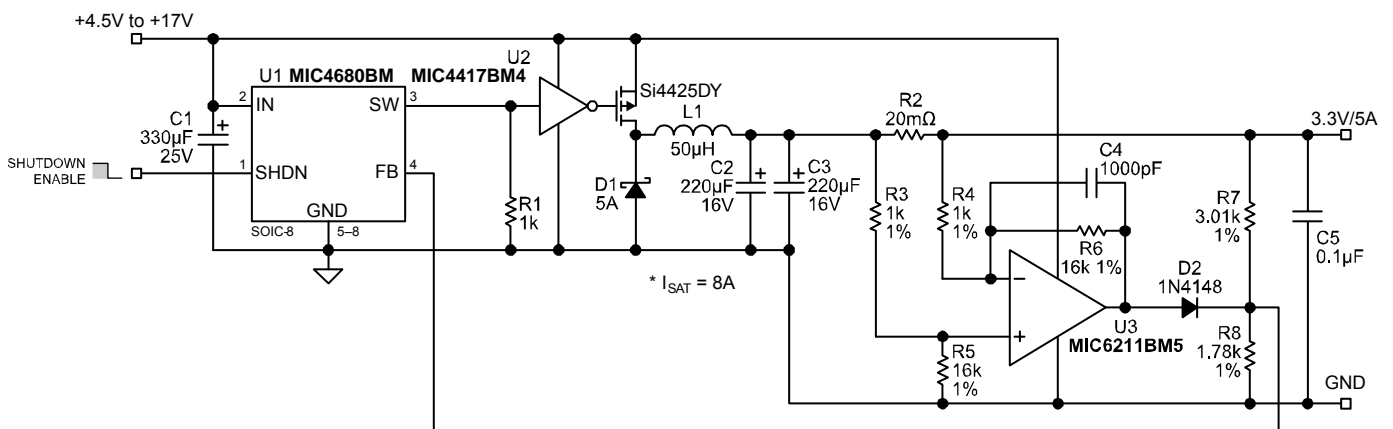 +4.5V to +17V
U1 MIC4680BM
MIC4417BM4
U2
2
IN
SW
3
C1
330µF
25V
SHUTDOWN
ENABLE
1
SHDN
FB
4
GND
SOIC-8
5–8
R1
1k
Si4425DY
L1
50µH
D1
5A
C2
220µF
16V
C3
220µF
16V
* ISAT = 8A
R2
20mΩ
R3
1k
1%
R4
1k
1%
C4
1000pF
R6
16k 1%
R5
16k
1%
U3
MIC6211BM5
D2
1N4148
R7
3.01k
1%
R8
1.78k
1%
3.3V/5A
C5
0.1µF
GND